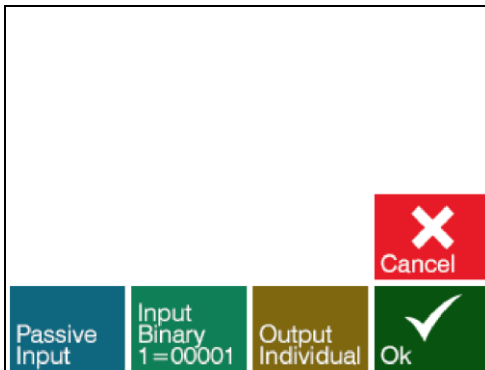 Cancel
Passive
Input
Input
Binary
1=00001
Output
Individual
Ok